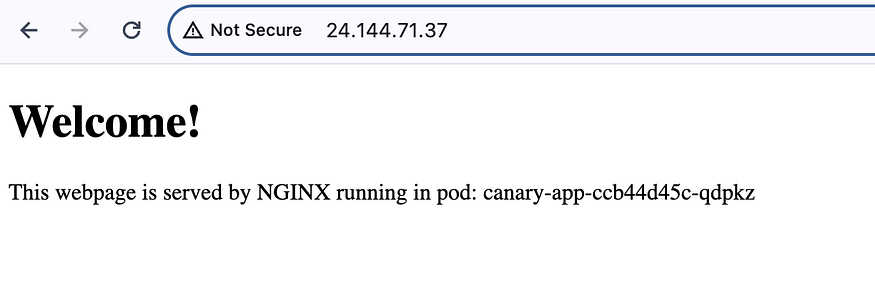 Not Secure 24.144.71.37
Welcome!
This webpage is served by NGINX running in pod: canary-app-ccb44d45c-qdpkz